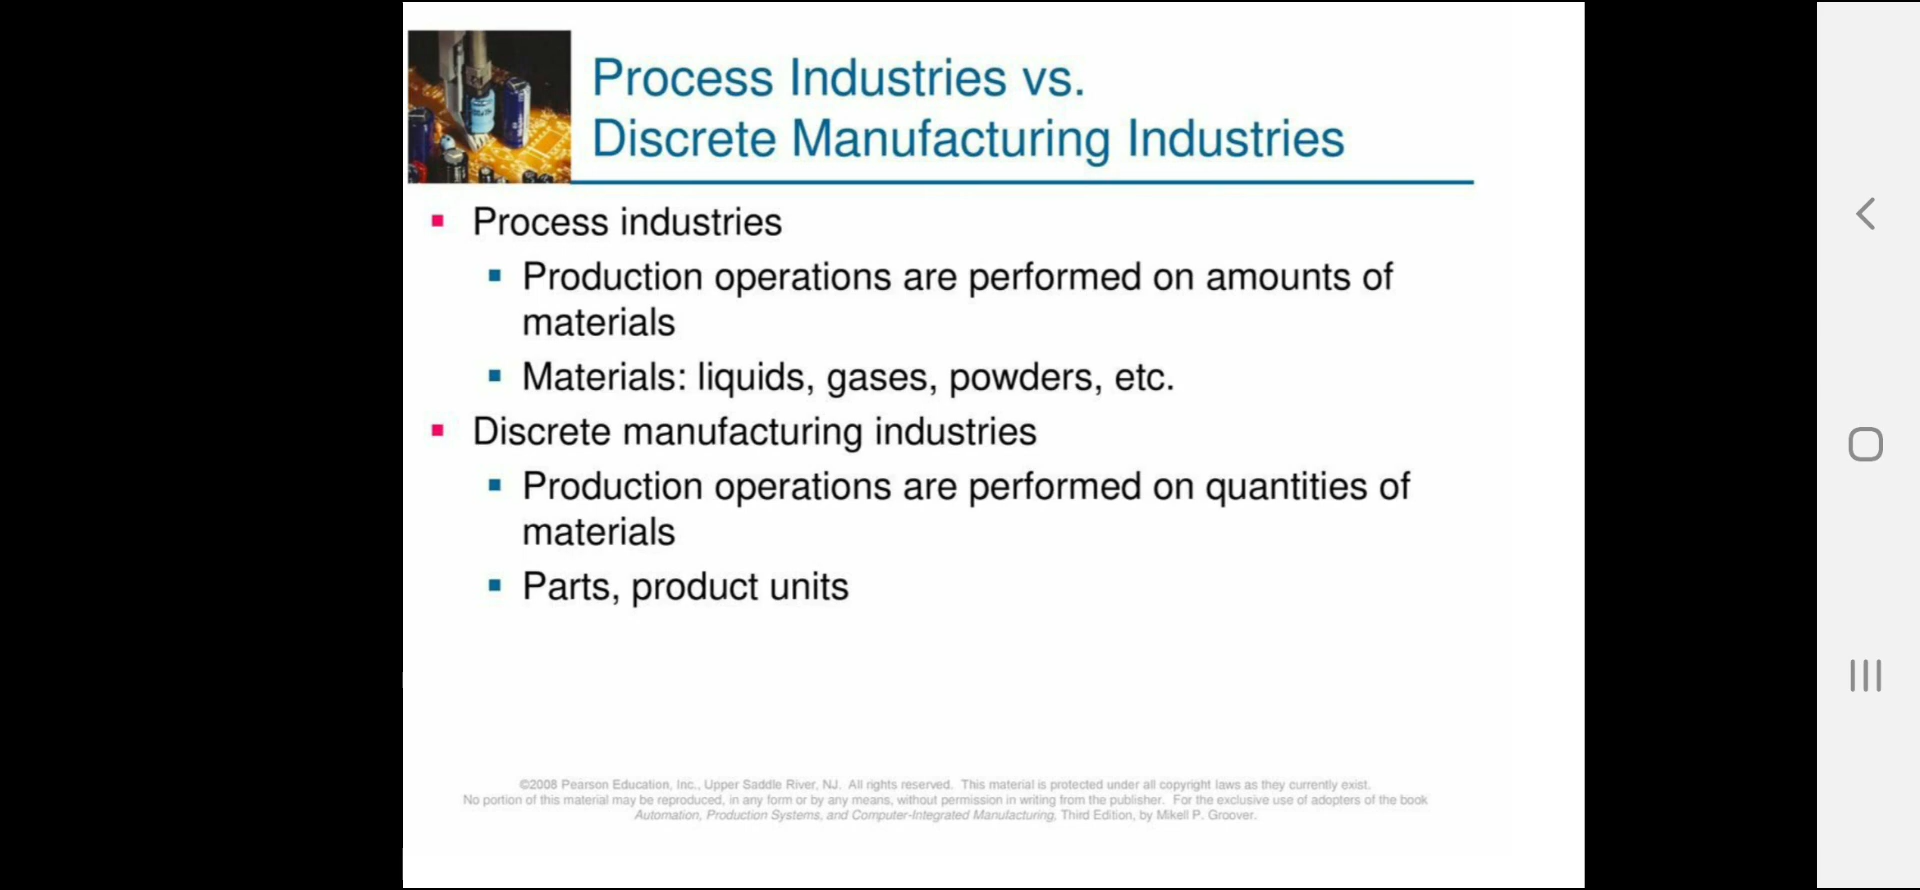 Process Industries vs.
Discrete Manufacturing Industries
Process industries
Production operations are performed on amounts of
materials
Materials: liquids, gases, powders, etc.
Discrete manufacturing industries
Production operations are performed on quantities of
materials
Parts, product units
©2008 Pearson Education, Inc., Upper Saddle River, NJ. All rights reserved. This material is protected under all copyright laws as they currently exist.
No portion of this material may be reproduced, in any form or by any means, without permission in writing from the publisher. For the exclusive use of adopters of the book
Automation, Production Systems, and Computer-Integrated Manufacturing, Third Edition, by Mikell P. Groover.